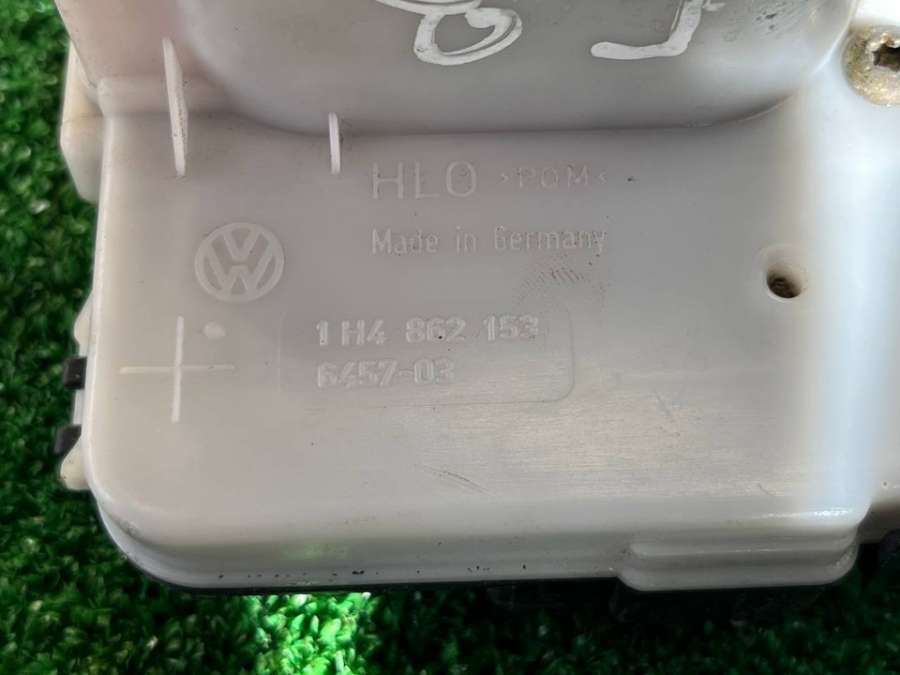 HLO >POM<
Made in Germany
1H4 862 153
6457-03